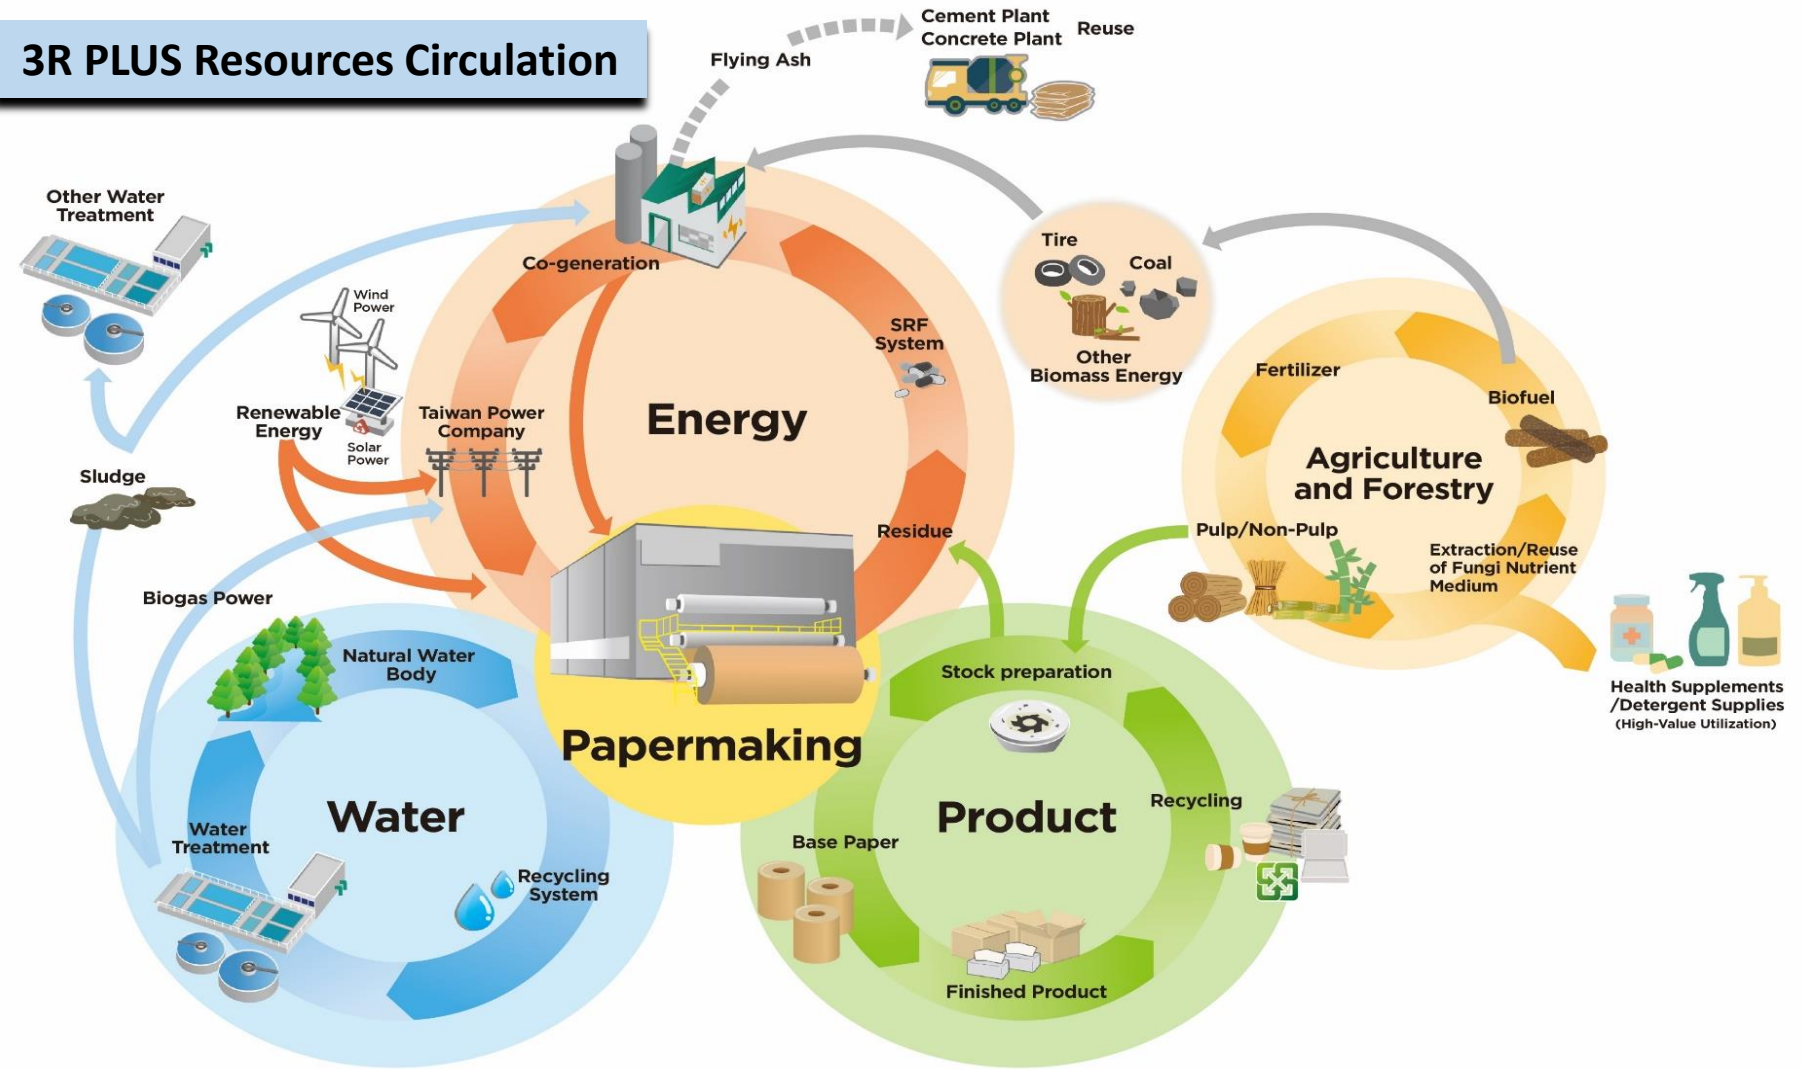 3R PLUS Resources Circulation
Flying Ash
Cement Plant
Concrete Plant
Reuse
Other Water
Treatment
Co-generation
Wind
Power
Renewable
Energy
Solar
Power
Taiwan Power
Company
SRF
System
Energy
Residue
Tire
Coal
Other
Biomass Energy
Fertilizer
Biofuel
Agriculture
and Forestry
Pulp/Non-Pulp
Extraction/Reuse
of Fungi Nutrient
Medium
Health Supplements
/Detergent Supplies
(High-Value Utilization)
Sludge
Biogas Power
Natural Water
Body
Papermaking
Water
Water
Treatment
Recycling
System
Stock preparation
Product
Recycling
Base Paper
Finished Product